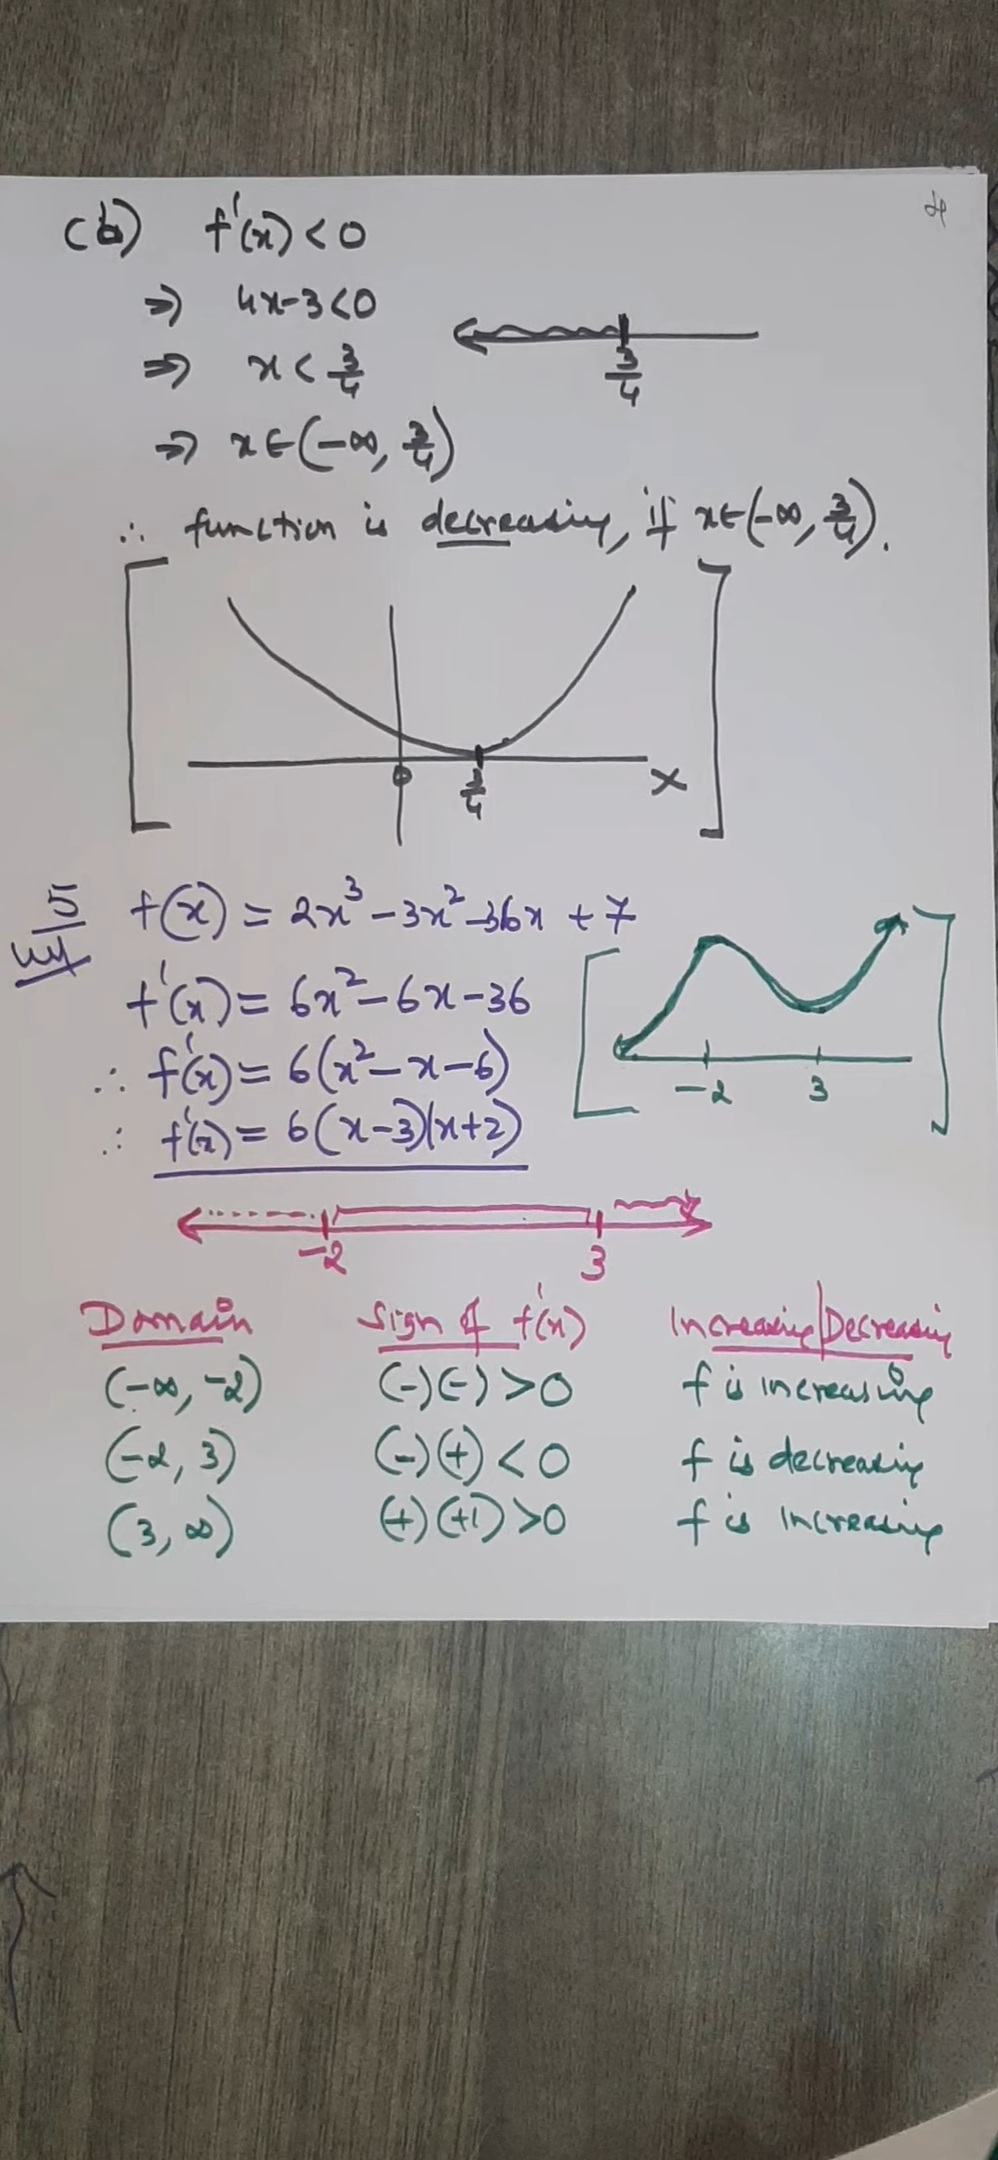 (b) f'(x) < 0
⇒ 4x-3<0
⇒ x < 3/4
3/4
⇒ x ∈ (-∞, 3/4)
∴ function is decreasing, if x ∈ (-∞, 3/4).
0 3/4 X
5 f(x) = 2x³ - 3x² - 36x + 7
f'(x) = 6x² - 6x - 36
∴ f'(x) = 6(x² - x - 6)
-2 3
∴ f'(x) = 6(x-3)(x+2)
-2 3
Domain Sign of f'(x) Increasing/Decreasing
(-∞, -2) (-)(-) > 0 f is increasing
(-2, 3) (-)(+) < 0 f is decreasing
(3, ∞) (+)(+) > 0 f is increasing